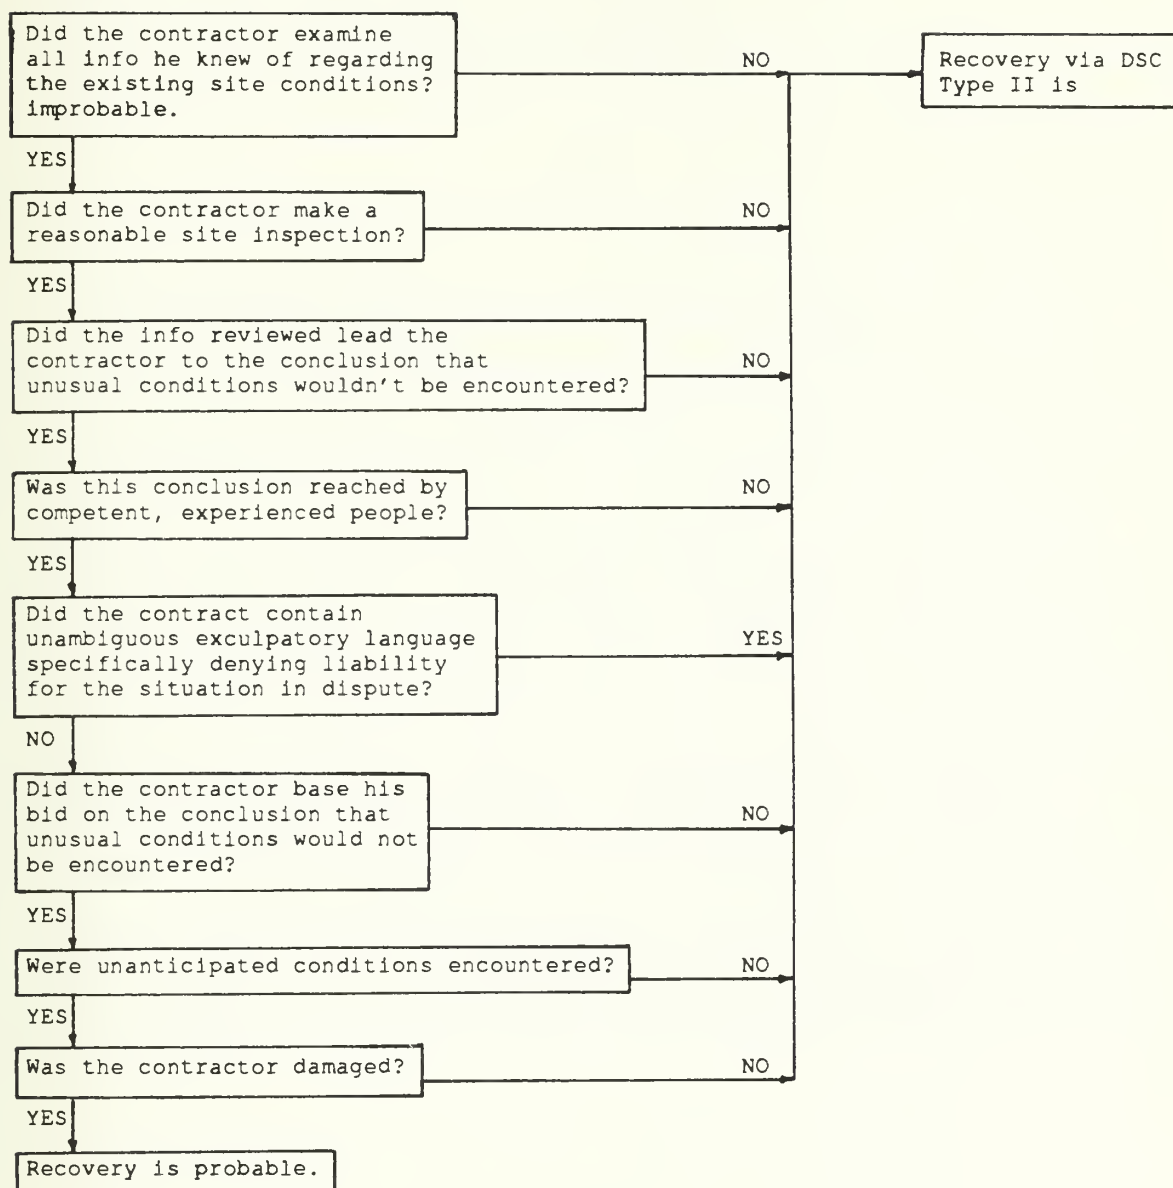 Did the contractor examine
all info he knew of regarding
the existing site conditions?
improbable.
NO
Recovery via DSC
Type II is
YES
Did the contractor make a
reasonable site inspection?
NO
YES
Did the info reviewed lead the
contractor to the conclusion that
unusual conditions wouldn't be encountered?
NO
YES
Was this conclusion reached by
competent, experienced people?
NO
YES
Did the contract contain
unambiguous exculpatory language
specifically denying liability
for the situation in dispute?
YES
NO
Did the contractor base his
bid on the conclusion that
unusual conditions would not
be encountered?
NO
YES
Were unanticipated conditions encountered?
NO
YES
Was the contractor damaged?
NO
YES
Recovery is probable.